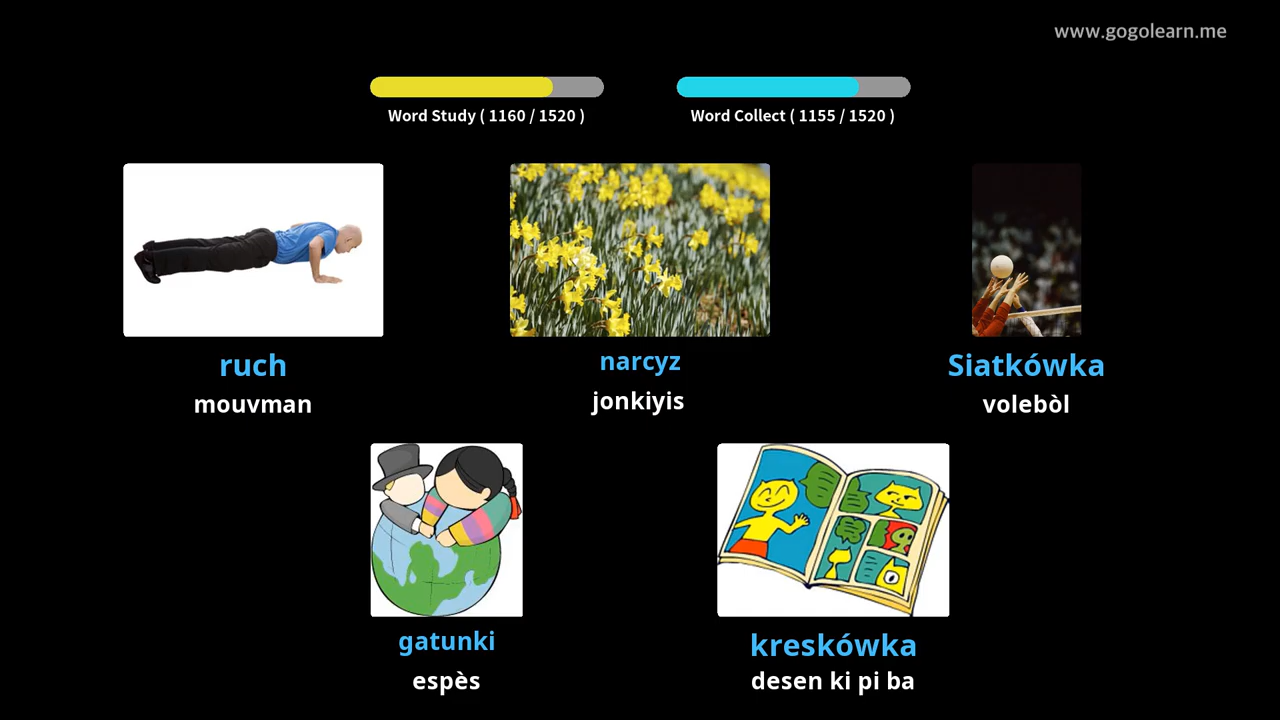 www.gogolearn.me
Word Study ( 1160 / 1520 )
Word Collect ( 1155 / 1520 )
ruch
mouvman
narcyz
jonkiyis
Siatkówka
volebòl
gatunki
espès
kreskówka
desen ki pi ba